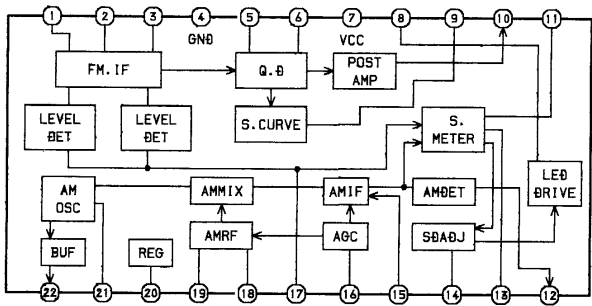 1 2 3 4 5 6 7 8 9 10 11
GND VCC
FM.IF Q.D POST AMP
LEVEL DET LEVEL DET S.CURVE S. METER
AM OSC AMMIX AMIF AMDET LED DRIVE
BUF REG AMRF AGC SDADJ
22 21 20 19 18 17 16 15 14 13 12